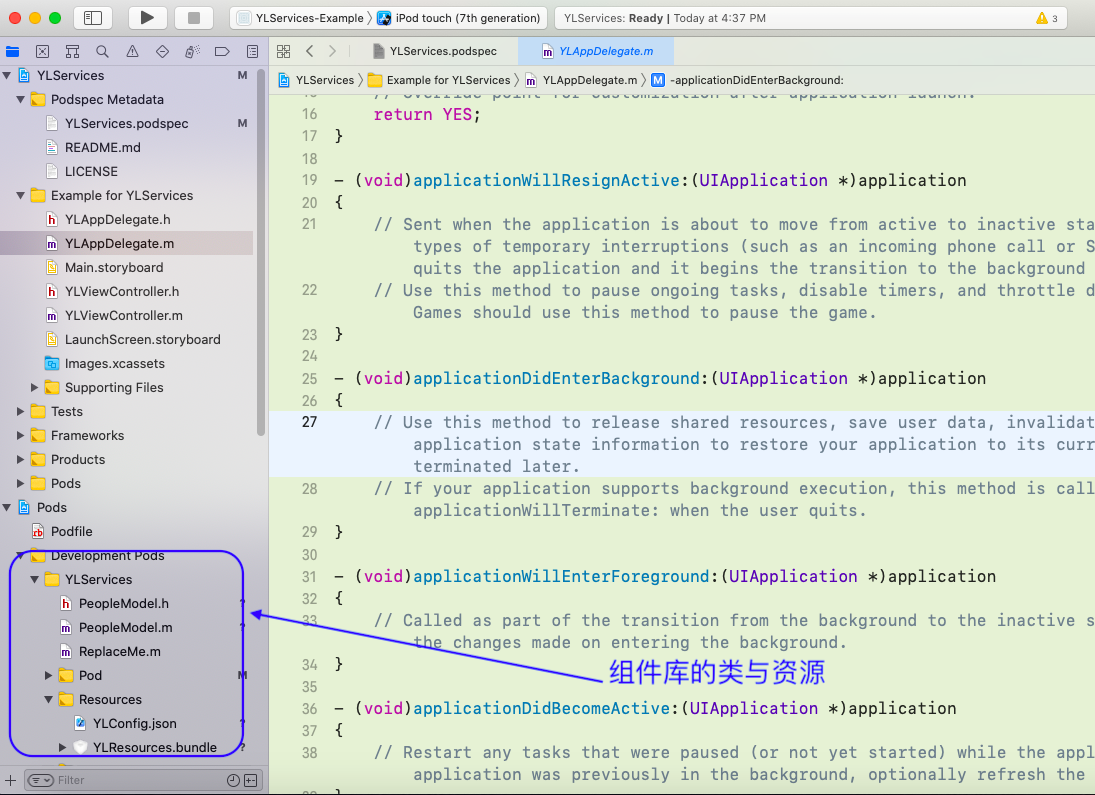 YLServices-Example 〉 iPod touch (7th generation)
YLServices: Ready | Today at 4:37 PM
3
YLServices M
Podspec Metadata
YLServices.podspec M
README.md
LICENSE
Example for YLServices
YLAppDelegate.h
YLAppDelegate.m
Main.storyboard
YLViewController.h
YLViewController.m
LaunchScreen.storyboard
Images.xcassets
Supporting Files
Tests
Frameworks
Products
Pods
Pods
Podfile
Development Pods
YLServices
PeopleModel.h ?
PeopleModel.m ?
ReplaceMe.m
Pod M
Resources
YLConfig.json ?
YLResources.bundle ?
Filter
YLServices.podspec
YLAppDelegate.m
YLServices 〉 Example for YLServices 〉 YLAppDelegate.m 〉 M -applicationDidEnterBackground:
// Override point for customization after application launch.
16 return YES;
17 }
18
19 - (void)applicationWillResignActive:(UIApplication *)application
20 {
21 // Sent when the application is about to move from active to inactive sta
types of temporary interruptions (such as an incoming phone call or S
quits the application and it begins the transition to the background
22 // Use this method to pause ongoing tasks, disable timers, and throttle d
Games should use this method to pause the game.
23 }
24
25 - (void)applicationDidEnterBackground:(UIApplication *)application
26 {
27 // Use this method to release shared resources, save user data, invalidat
application state information to restore your application to its curr
terminated later.
28 // If your application supports background execution, this method is cal
applicationWillTerminate: when the user quits.
29 }
30
31 - (void)applicationWillEnterForeground:(UIApplication *)application
32 {
33 // Called as part of the transition from the background to the inactive s
the changes made on entering the background.
34 }
组件库的类与资源
35
36 - (void)applicationDidBecomeActive:(UIApplication *)application
37 {
38 // Restart any tasks that were paused (or not yet started) while the appl
application was previously in the background, optionally refresh the
}